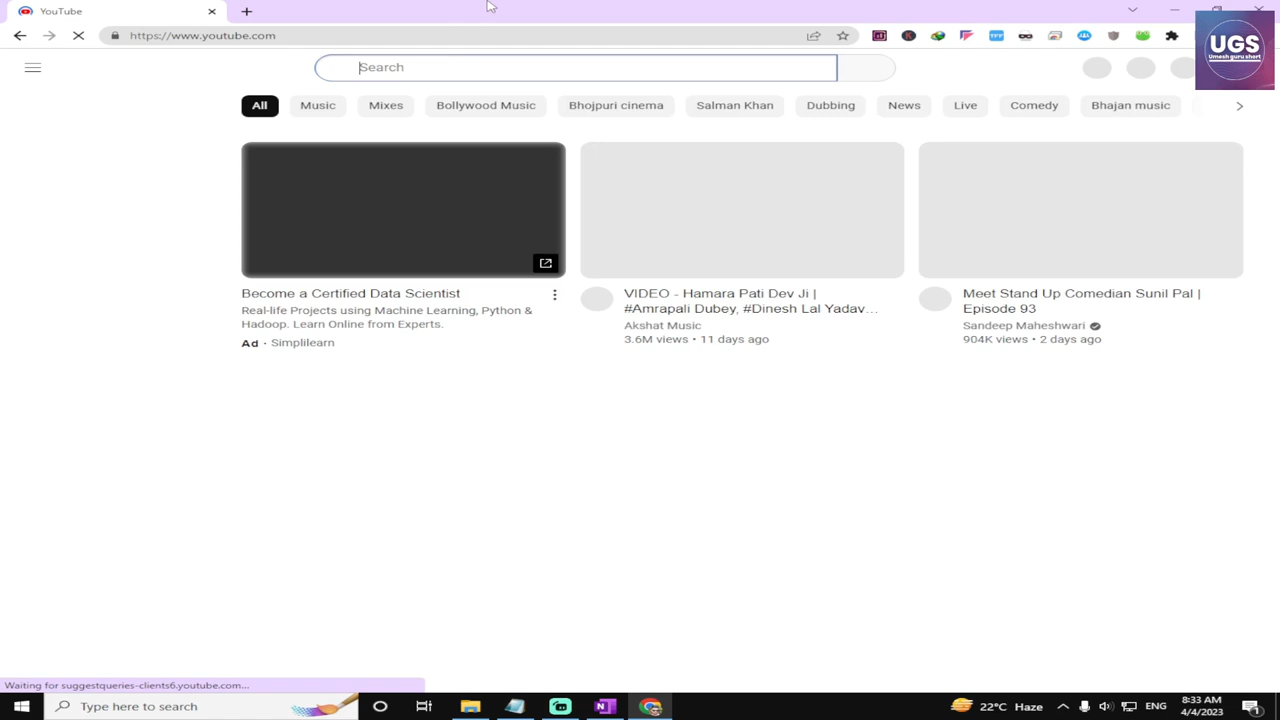 YouTube
https://www.youtube.com
UGS
Umesh guru short
Search
All
Music
Mixes
Bollywood Music
Bhojpuri cinema
Salman Khan
Dubbing
News
Live
Comedy
Bhajan music
Become a Certified Data Scientist
Real-life Projects using Machine Learning, Python &
Hadoop. Learn Online from Experts.
Ad · Simplilearn
VIDEO - Hamara Pati Dev Ji |
#Amrapali Dubey, #Dinesh Lal Yadav...
Akshat Music
3.6M views • 11 days ago
Meet Stand Up Comedian Sunil Pal |
Episode 93
Sandeep Maheshwari
904K views • 2 days ago
Waiting for suggestqueries-clients6.youtube.com...
Type here to search
22°C Haze
ENG
8:33 AM
4/4/2023